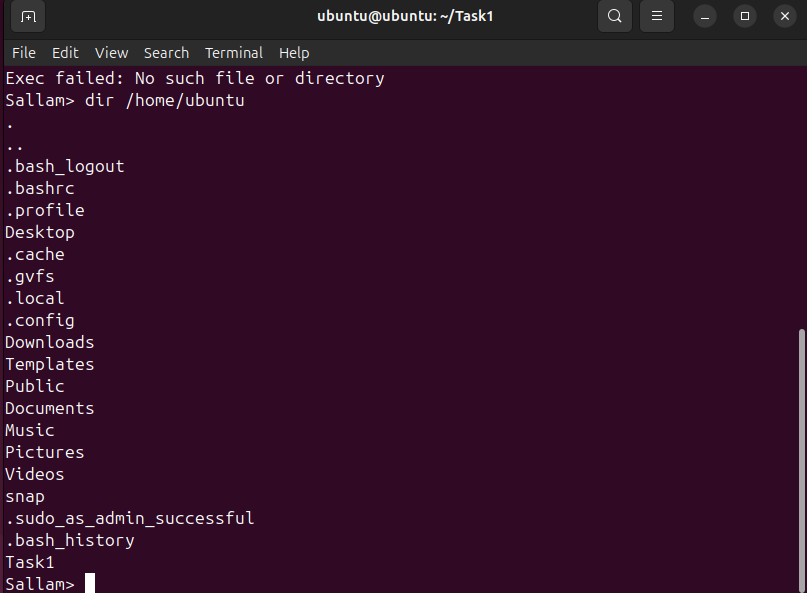 ubuntu@ubuntu: ~/Task1
File Edit View Search Terminal Help
Exec failed: No such file or directory
Sallam> dir /home/ubuntu
.
..
.bash_logout
.bashrc
.profile
Desktop
.cache
.gvfs
.local
.config
Downloads
Templates
Public
Documents
Music
Pictures
Videos
snap
.sudo_as_admin_successful
.bash_history
Task1
Sallam>